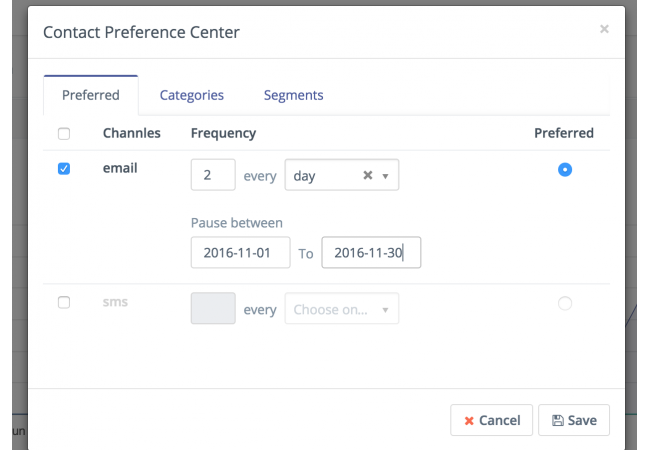 Contact Preference Center ×
Preferred Categories Segments
Channles Frequency Preferred
email 2 every day
Pause between
2016-11-01 To 2016-11-30
sms every Choose on...
Cancel Save
un